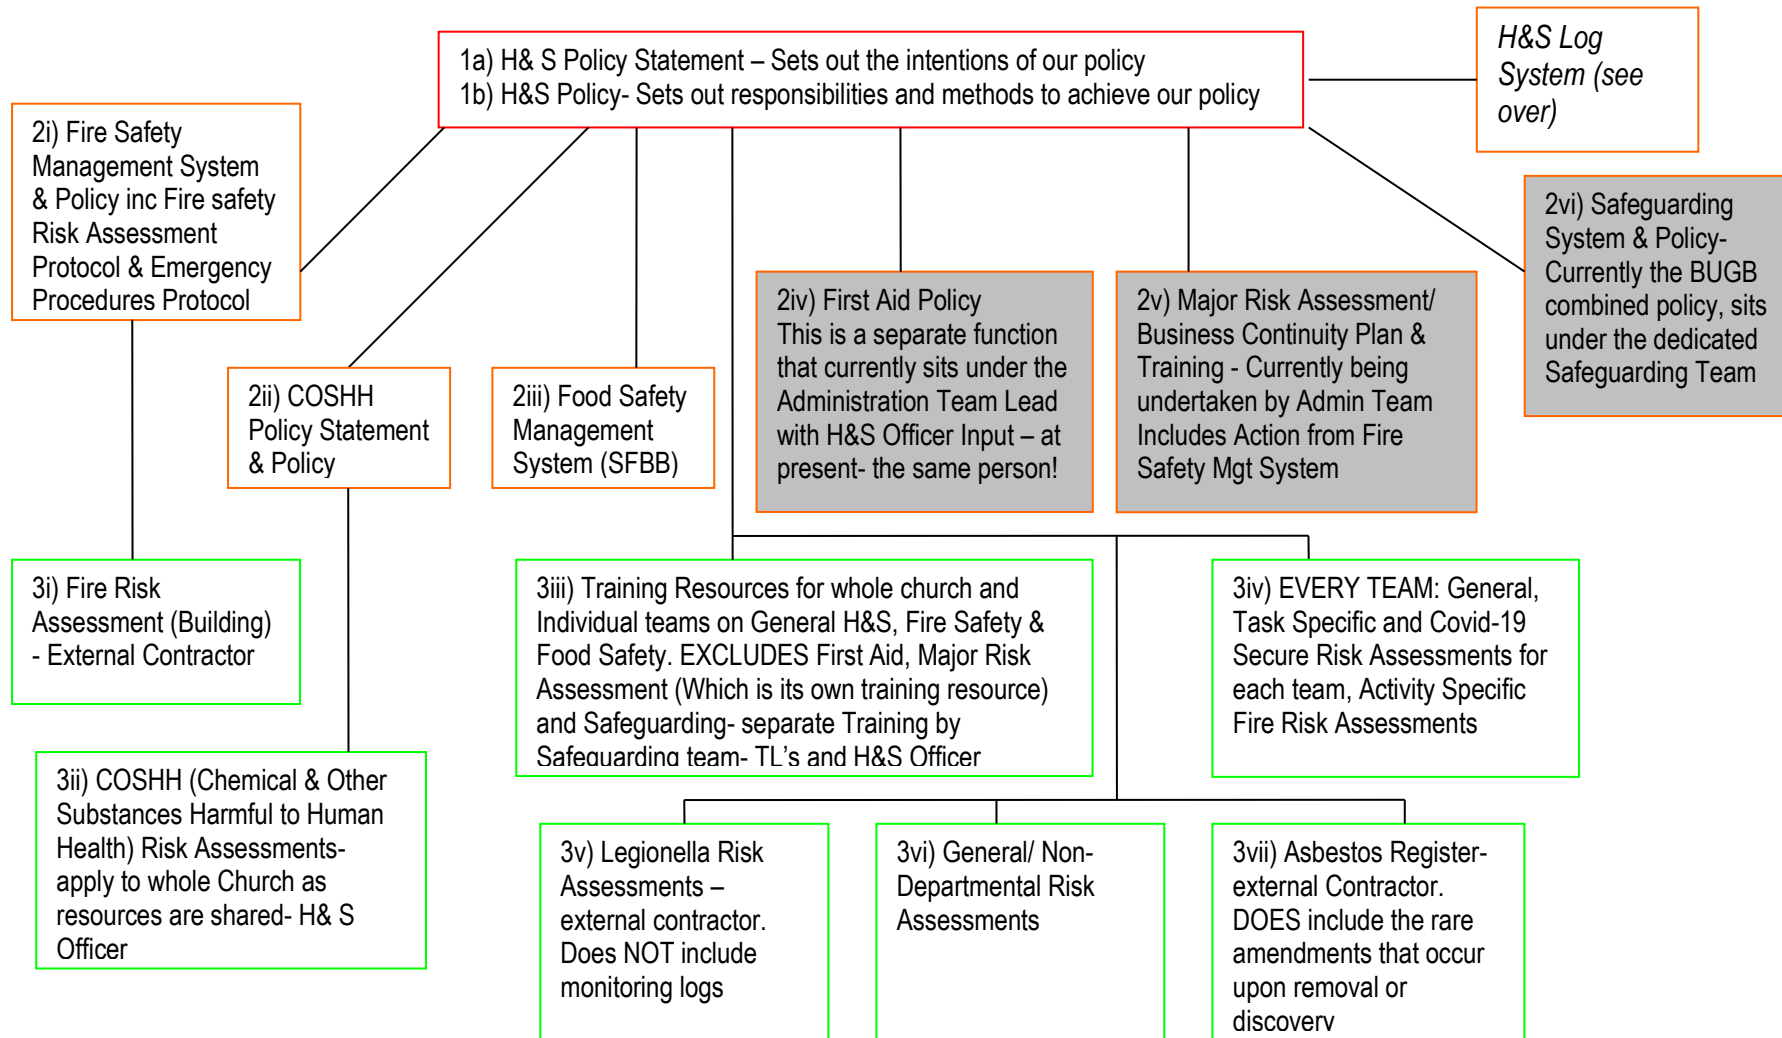 1a) H& S Policy Statement – Sets out the intentions of our policy
1b) H&S Policy- Sets out responsibilities and methods to achieve our policy
H&S Log
System (see
over)
2i) Fire Safety
Management System
& Policy inc Fire safety
Risk Assessment
Protocol & Emergency
Procedures Protocol
2ii) COSHH
Policy Statement
& Policy
2iii) Food Safety
Management
System (SFBB)
2iv) First Aid Policy
This is a separate function
that currently sits under the
Administration Team Lead
with H&S Officer Input – at
present- the same person!
2v) Major Risk Assessment/
Business Continuity Plan &
Training - Currently being
undertaken by Admin Team
Includes Action from Fire
Safety Mgt System
2vi) Safeguarding
System & Policy-
Currently the BUGB
combined policy, sits
under the dedicated
Safeguarding Team
3i) Fire Risk
Assessment (Building)
- External Contractor
3ii) COSHH (Chemical & Other
Substances Harmful to Human
Health) Risk Assessments-
apply to whole Church as
resources are shared- H& S
Officer
3iii) Training Resources for whole church and
Individual teams on General H&S, Fire Safety &
Food Safety. EXCLUDES First Aid, Major Risk
Assessment (Which is its own training resource)
and Safeguarding- separate Training by
Safeguarding team- TL's and H&S Officer
3iv) EVERY TEAM: General,
Task Specific and Covid-19
Secure Risk Assessments for
each team, Activity Specific
Fire Risk Assessments
3v) Legionella Risk
Assessments –
external contractor.
Does NOT include
monitoring logs
3vi) General/ Non-
Departmental Risk
Assessments
3vii) Asbestos Register-
external Contractor.
DOES include the rare
amendments that occur
upon removal or
discovery